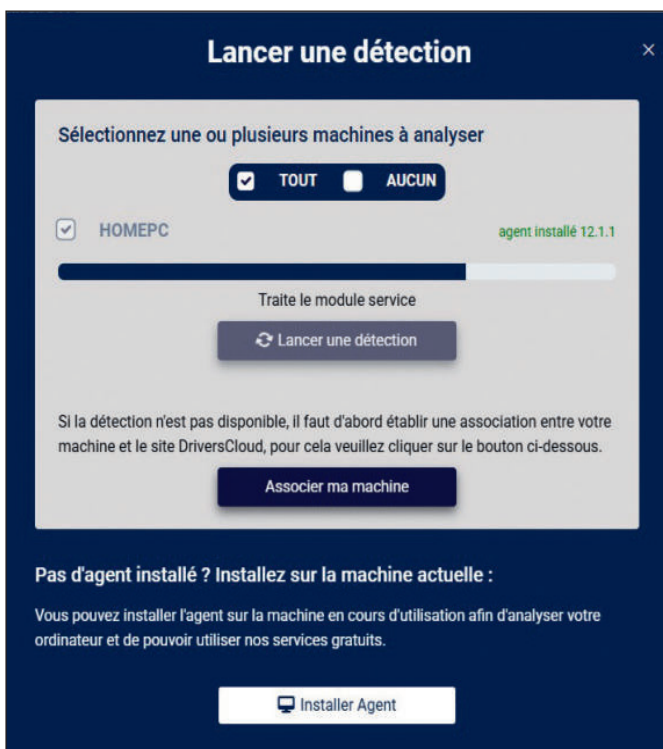 Lancer une détection
×
Sélectionnez une ou plusieurs machines à analyser
TOUT AUCUN
HOMEPC agent installé 12.1.1
Traite le module service
Lancer une détection
Si la détection n'est pas disponible, il faut d'abord établir une association entre votre
machine et le site DriversCloud, pour cela veuillez cliquer sur le bouton ci-dessous.
Associer ma machine
Pas d'agent installé ? Installez sur la machine actuelle :
Vous pouvez installer l'agent sur la machine en cours d'utilisation afin d'analyser votre
ordinateur et de pouvoir utiliser nos services gratuits.
Installer Agent